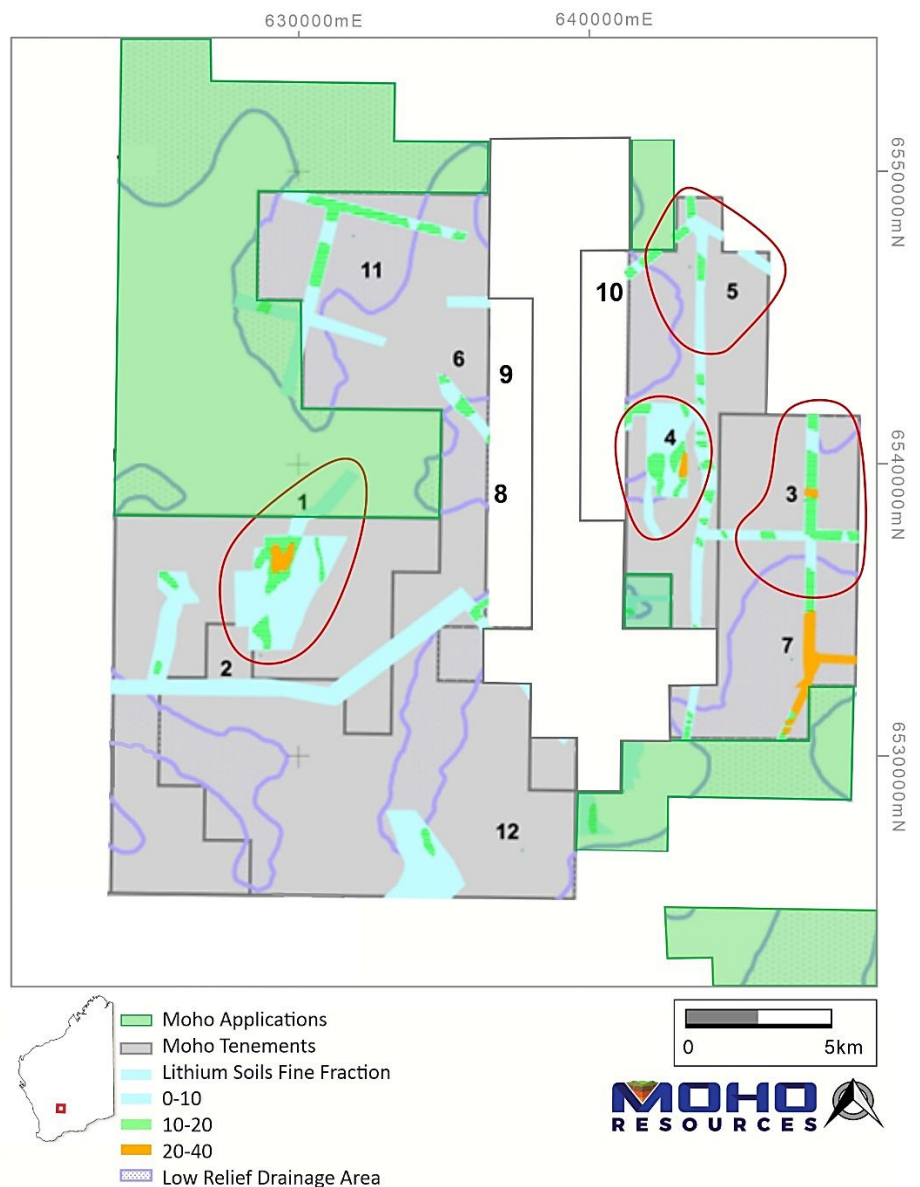 630000mE
640000mE
6550000mN
11
10
5
6
9
4
6540000mN
8
3
1
7
2
6530000mN
12
Moho Applications
Moho Tenements
Lithium Soils Fine Fraction
0-10
10-20
20-40
Low Relief Drainage Area
0
5km
MOHO
RESOURCES